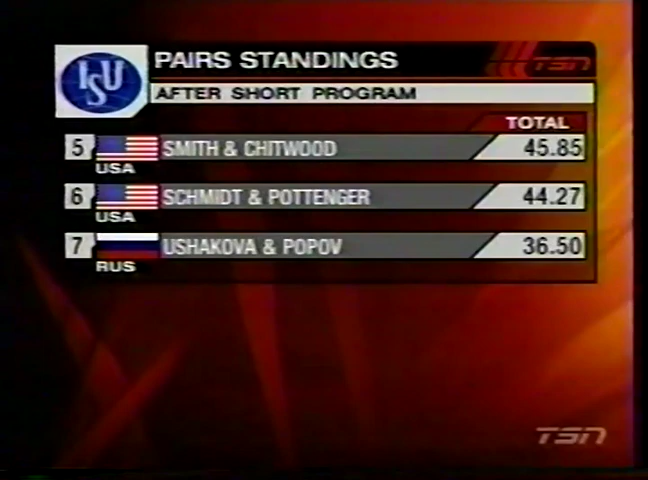 ISU
PAIRS STANDINGS
TSN
AFTER SHORT PROGRAM
TOTAL
5 SMITH & CHITWOOD 45.85
USA
6 SCHMIDT & POTTENGER 44.27
USA
7 USHAKOVA & POPOV 36.50
RUS
TSN